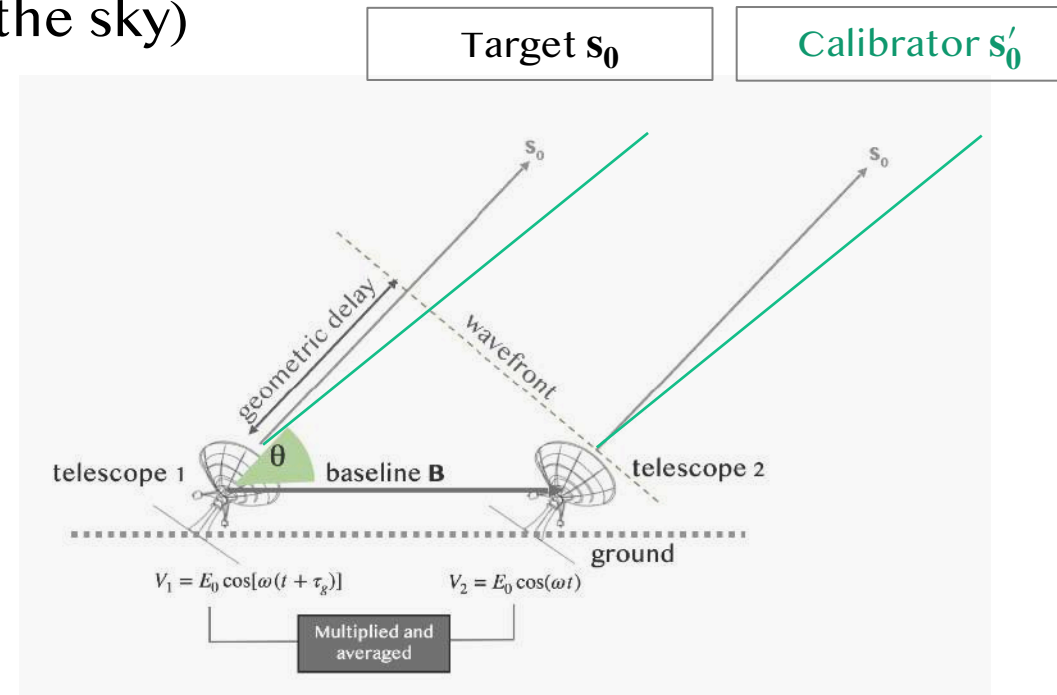 the sky)
Target s₀
Calibrator s₀′
s₀
s₀
geometric delay
wavefront
θ
telescope 1
baseline B
telescope 2
ground
V₁ = E₀ cos[ω(t + τ_g)]
V₂ = E₀ cos(ωt)
Multiplied and
averaged